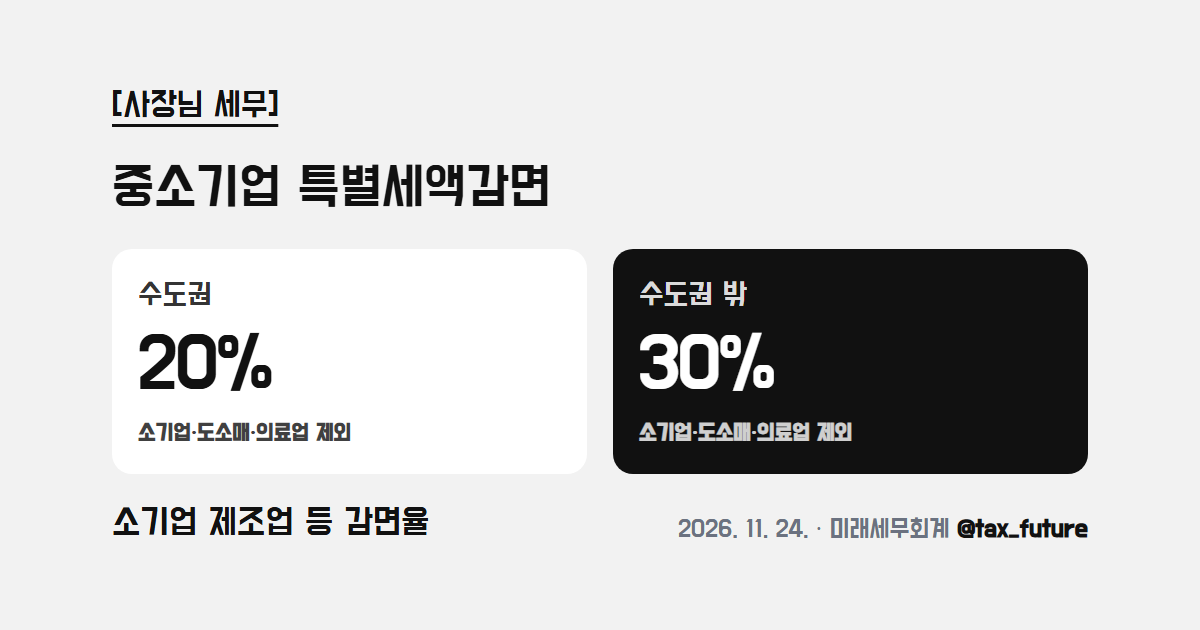 [사장님 세무]
중소기업 특별세액감면
수도권
20%
소기업·도소매·의료업 제외
수도권 밖
30%
소기업·도소매·의료업 제외
소기업 제조업 등 감면율
2026. 11. 24. · 미래세무회계 @tax_future